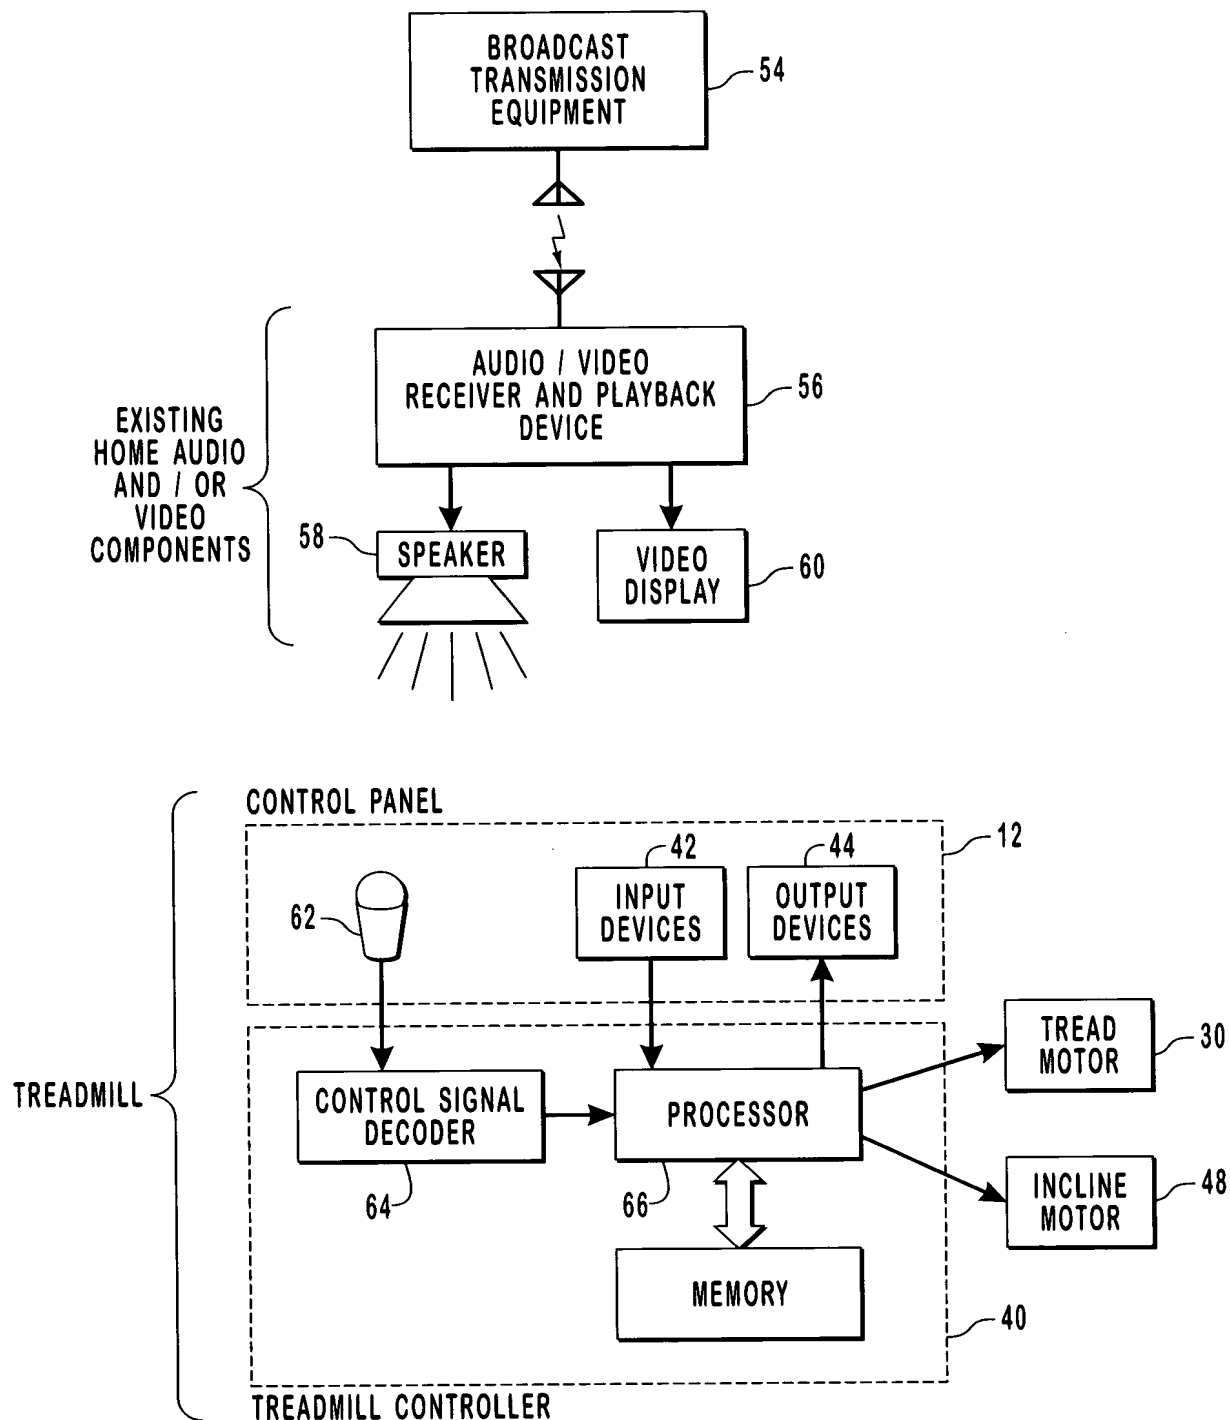 BROADCAST
TRANSMISSION
EQUIPMENT
54
AUDIO / VIDEO
RECEIVER AND PLAYBACK
DEVICE
56
EXISTING
HOME AUDIO
AND / OR
VIDEO
COMPONENTS
58
SPEAKER
VIDEO
DISPLAY
60
CONTROL PANEL
12
62
42
INPUT
DEVICES
44
OUTPUT
DEVICES
TREADMILL
CONTROL SIGNAL
DECODER
64
PROCESSOR
66
TREAD
MOTOR
30
INCLINE
MOTOR
48
MEMORY
40
TREADMILL CONTROLLER